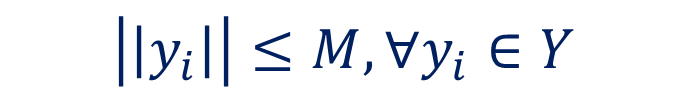 ||y_i|| ≤ M, ∀y_i ∈ Y